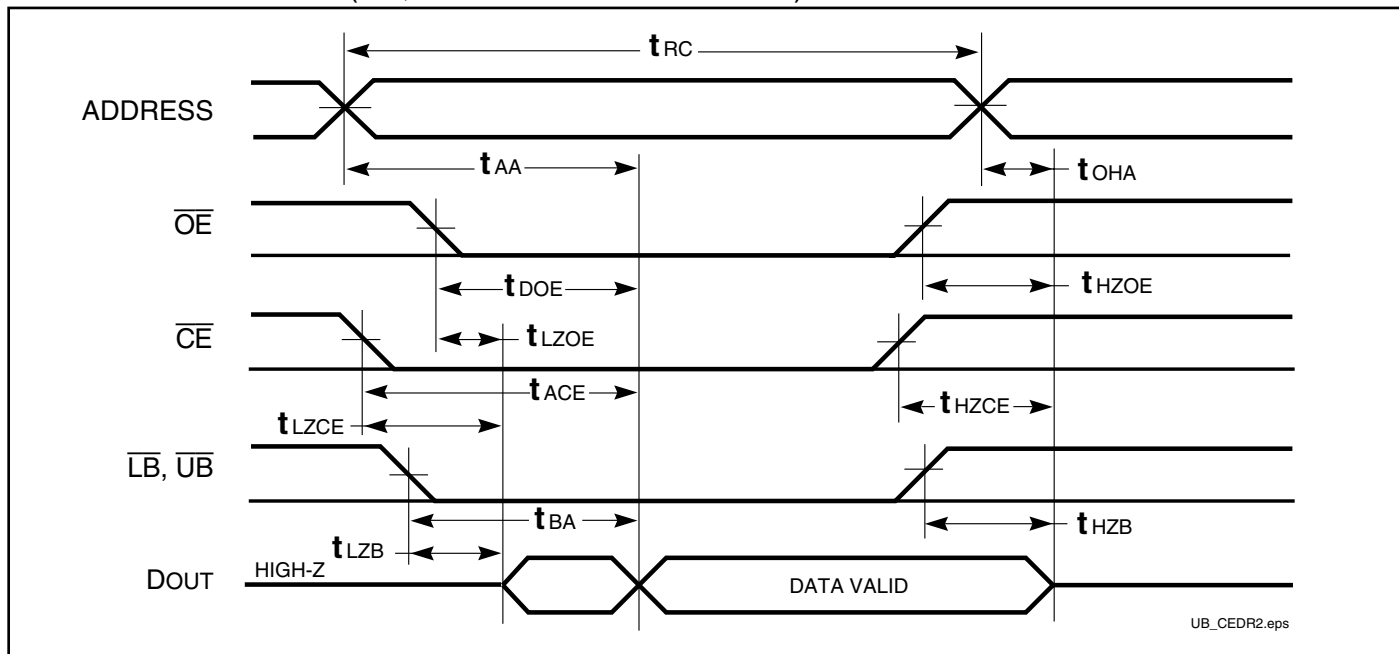 tRC
ADDRESS
tAA
tOHA
OE
tDOE
tHZOE
CE
tLZOE
tACE
tHZCE
tLZCE
LB, UB
tBA
tHZB
tLZB
DOUT
HIGH-Z
DATA VALID
UB_CEDR2.eps